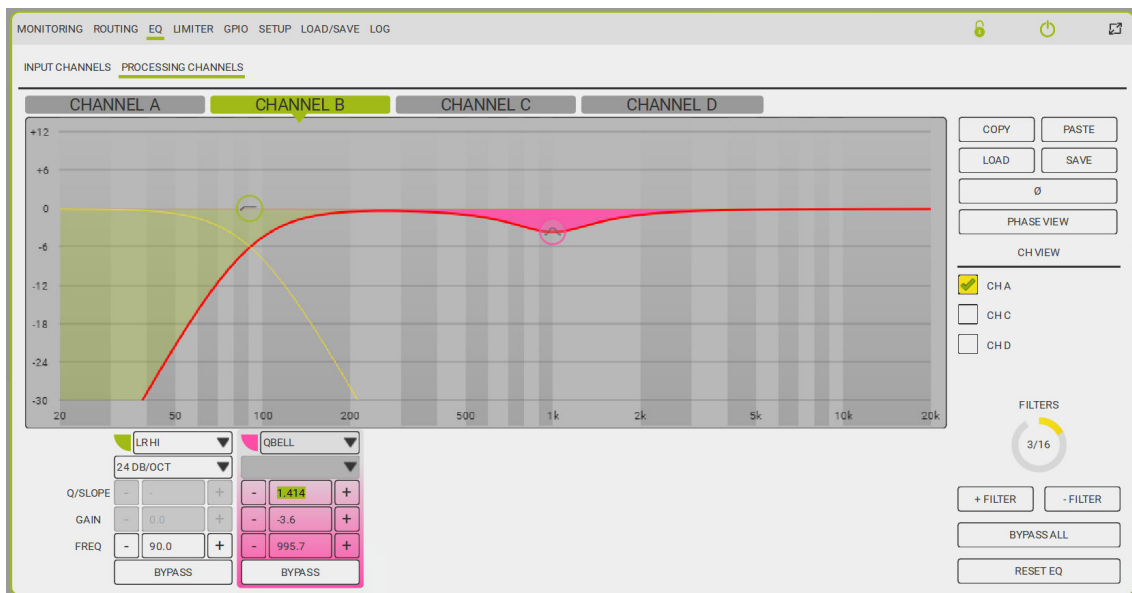 MONITORING ROUTING EQ LIMITER GPIO SETUP LOAD/SAVE LOG
INPUT CHANNELS PROCESSING CHANNELS
CHANNEL A CHANNEL B CHANNEL C CHANNEL D
+12
+6
0
-6
-12
-18
-24
-30
20 50 100 200 500 1k 2k 5k 10k 20k
COPY PASTE
LOAD SAVE
Ø
PHASE VIEW
CH VIEW
CH A
CH C
CH D
FILTERS
3/16
+ FILTER - FILTER
BYPASS ALL
RESET EQ
LR HI QBELL
24 DB/OCT
Q/SLOPE - - + - 1.414 +
GAIN - 0.0 + - -3.6 +
FREQ - 90.0 + - 995.7 +
BYPASS BYPASS